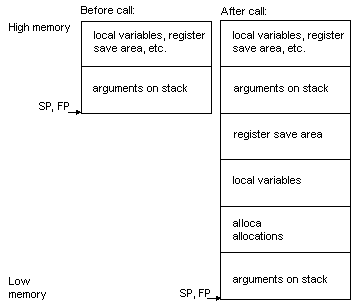 Before call:
After call:
High memory
local variables, register
save area, etc.
arguments on stack
SP, FP
local variables, register
save area, etc.
arguments on stack
register save area
local variables
alloca
allocations
arguments on stack
SP, FP
Low
memory